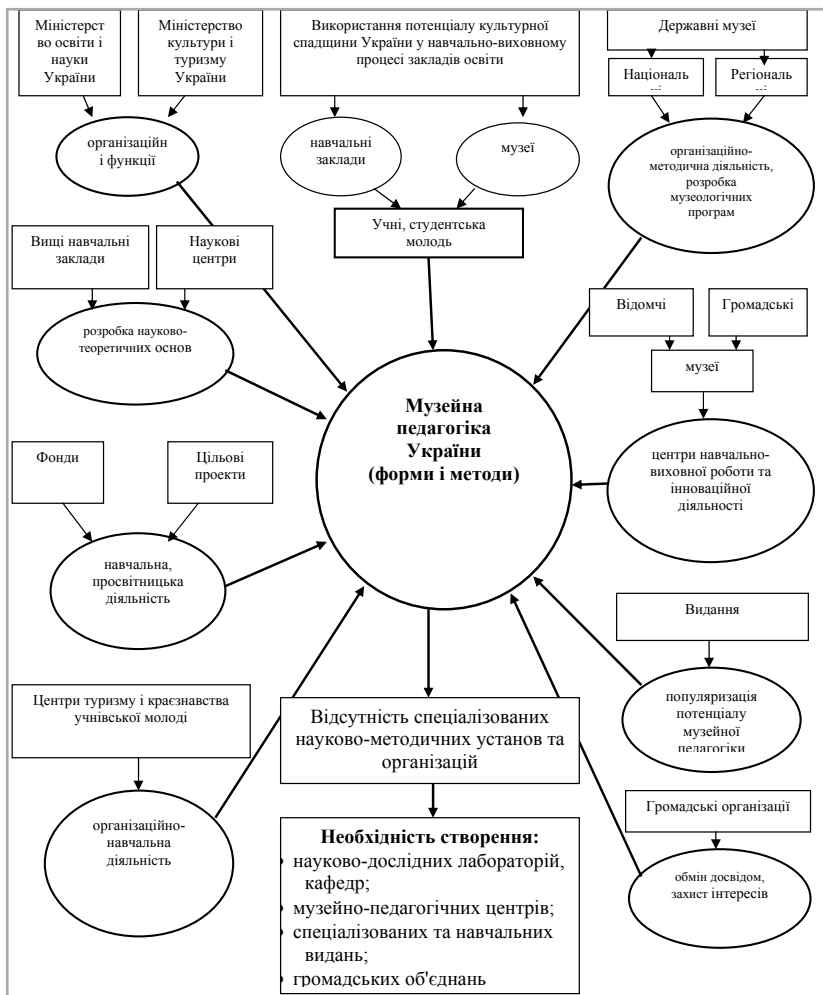 Міністерст
во освіти і
науки
України
Міністерство
культури і
туризму
України
Використання потенціалу культурної
спадщини України у навчально-виховному
процесі закладів освіти
Державні музеї
Національ
Регіональ
організаційн
і функції
навчальні
заклади
музеї
організаційно-
методична діяльність,
розробка
музеологічних
програм
Учні, студентська
молодь
Вищі навчальні
заклади
Наукові
центри
розробка науково-
теоретичних основ
Відомчі
Громадські
музеї
Музейна
педагогіка
України
(форми і методи)
центри навчально-
виховної роботи та
інноваційної
діяльності
Фонди
Цільові
проекти
навчальна,
просвітницька
діяльність
Видання
популяризація
потенціалу
музейної
педагогіки
Центри туризму і краєзнавства
учнівської молоді
організаційно-
навчальна
діяльність
Відсутність спеціалізованих
науково-методичних установ та
організацій
Громадські організації
обмін досвідом,
захист інтересів
Необхідність створення:
• науково-дослідних лабораторій,
кафедр;
• музейно-педагогічних центрів;
• спеціалізованих та навчальних
видань;
• громадських об'єднань